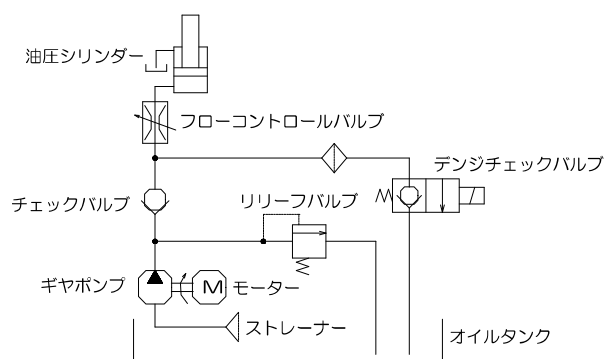 油圧シリンダー
フローコントロールバルブ
デンジチェックバルブ
チェックバルブ
リリーフバルブ
ギヤポンプ
M
モーター
ストレーナー
オイルタンク